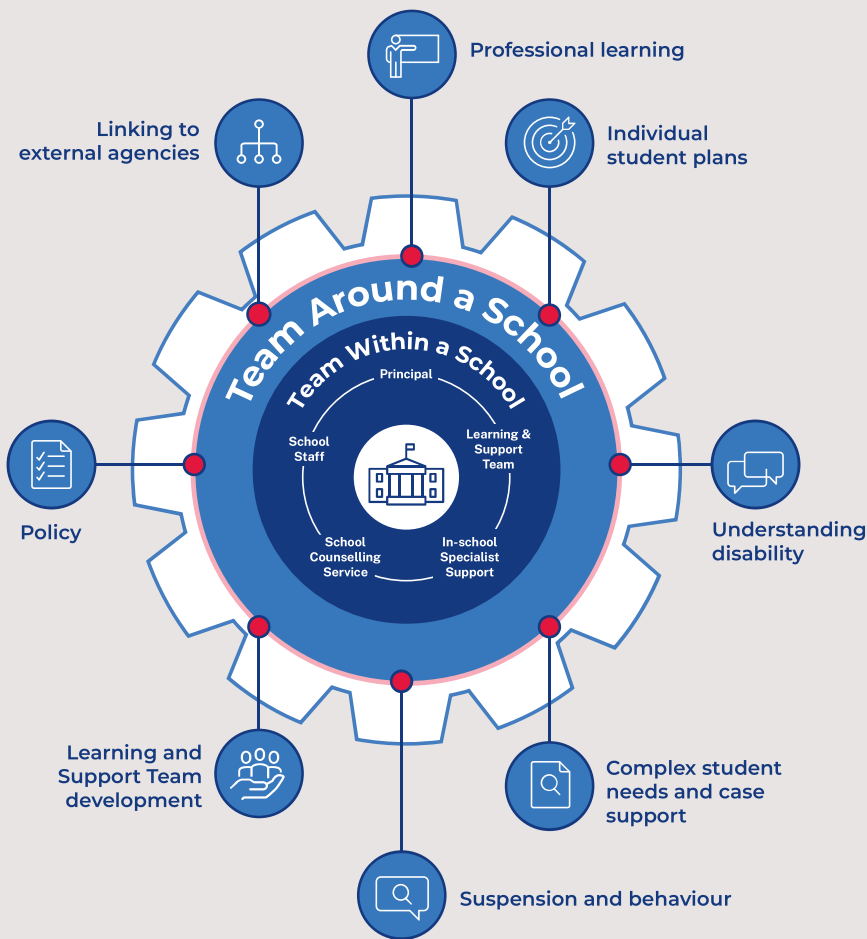 Professional learning
Linking to
external agencies
Individual
student plans
Team Around a School
Team Within a School
Principal
School
Staff
Learning &
Support
Team
School
Counselling
Service
In-school
Specialist
Support
Policy
Understanding
disability
Learning and
Support Team
development
Complex student
needs and case
support
Suspension and behaviour